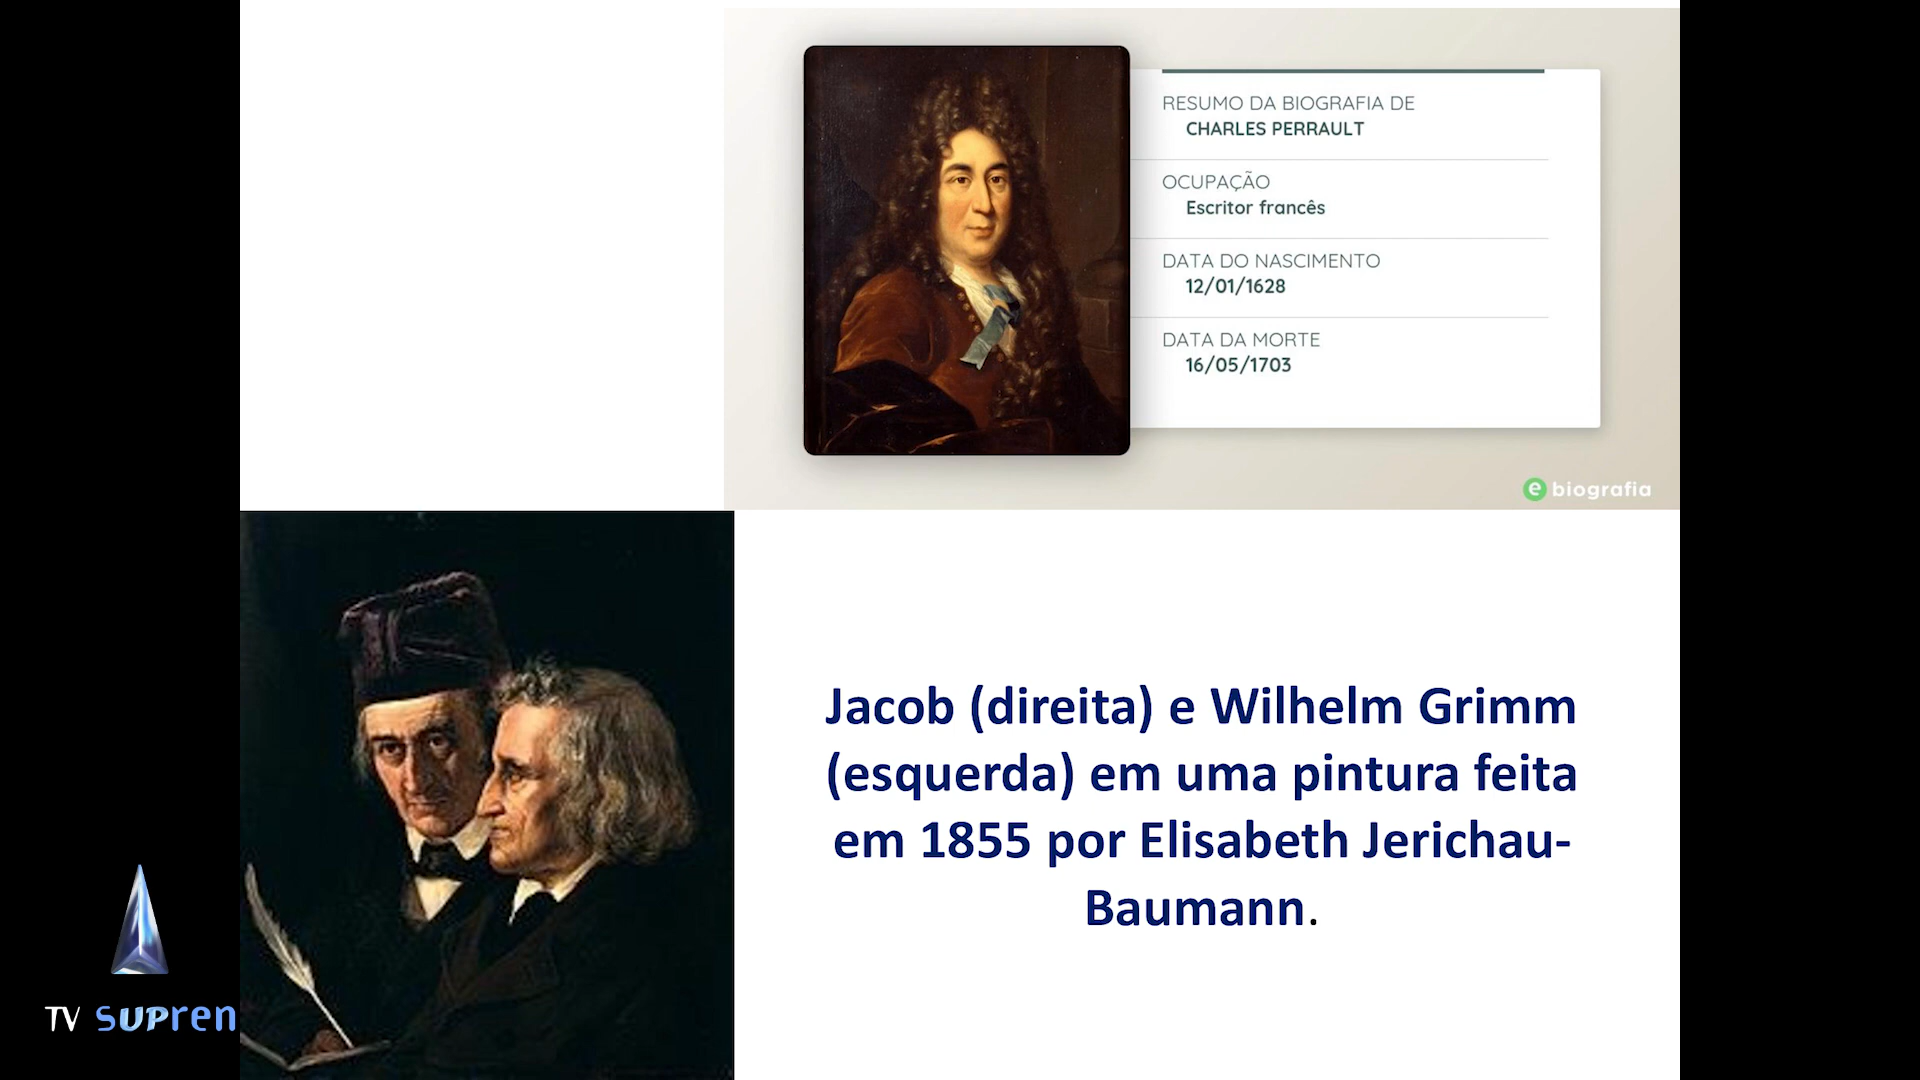 RESUMO DA BIOGRAFIA DE
CHARLES PERRAULT
OCUPAÇÃO
Escritor francês
DATA DO NASCIMENTO
12/01/1628
DATA DA MORTE
16/05/1703
e biografia
Jacob (direita) e Wilhelm Grimm
(esquerda) em uma pintura feita
em 1855 por Elisabeth Jerichau-
Baumann.
TV SUPren